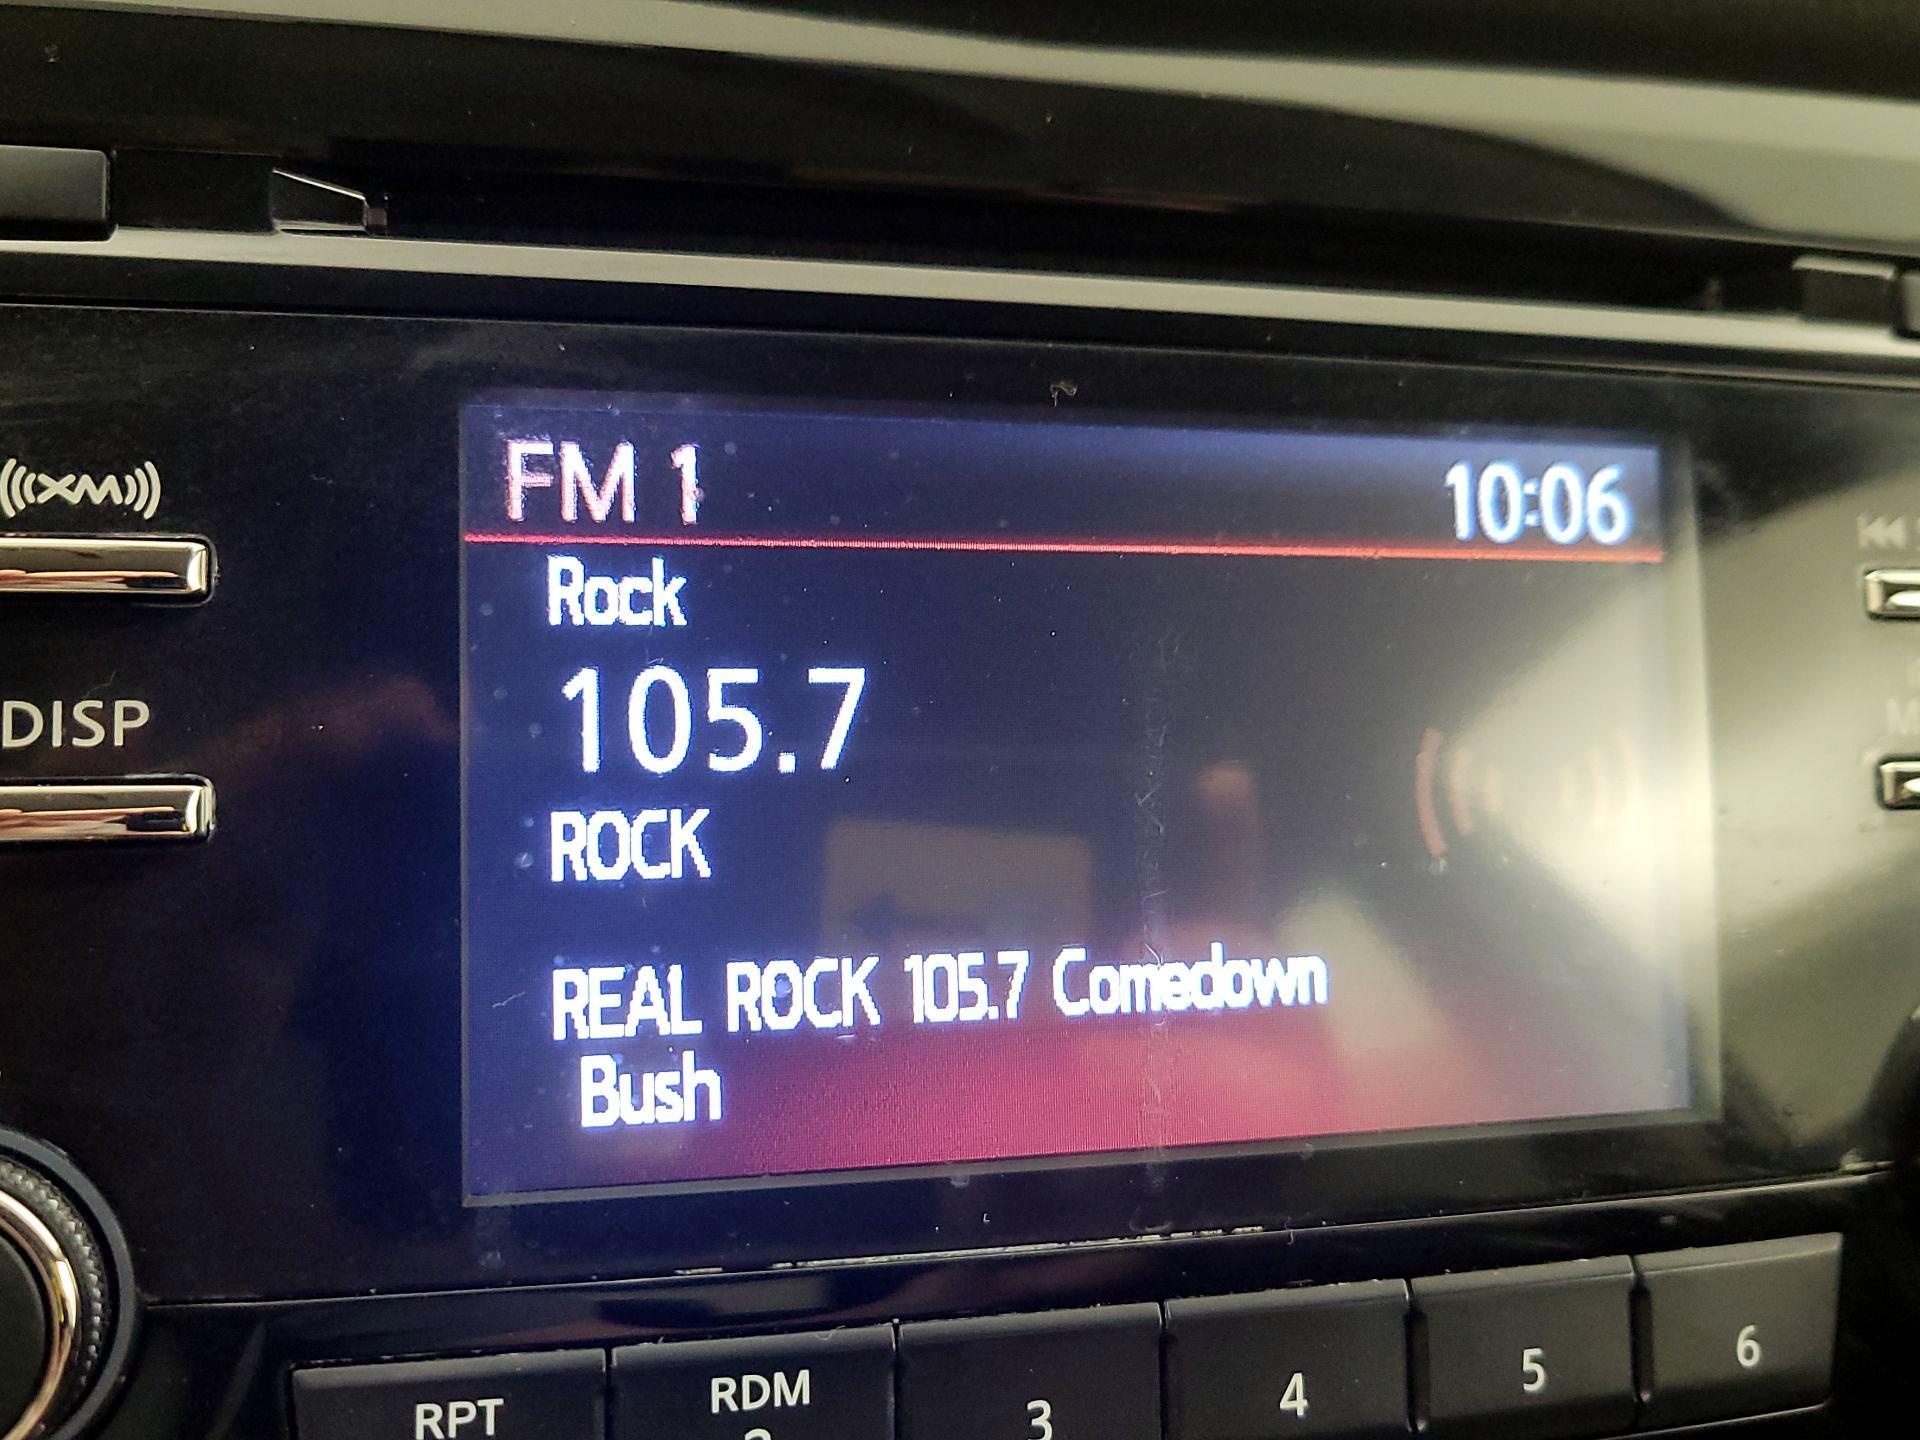 XM
FM 1 10:06
Rock
105.7
DISP
ROCK
REAL ROCK 105.7 Comedown
Bush
RPT
RDM
3
4
5
6